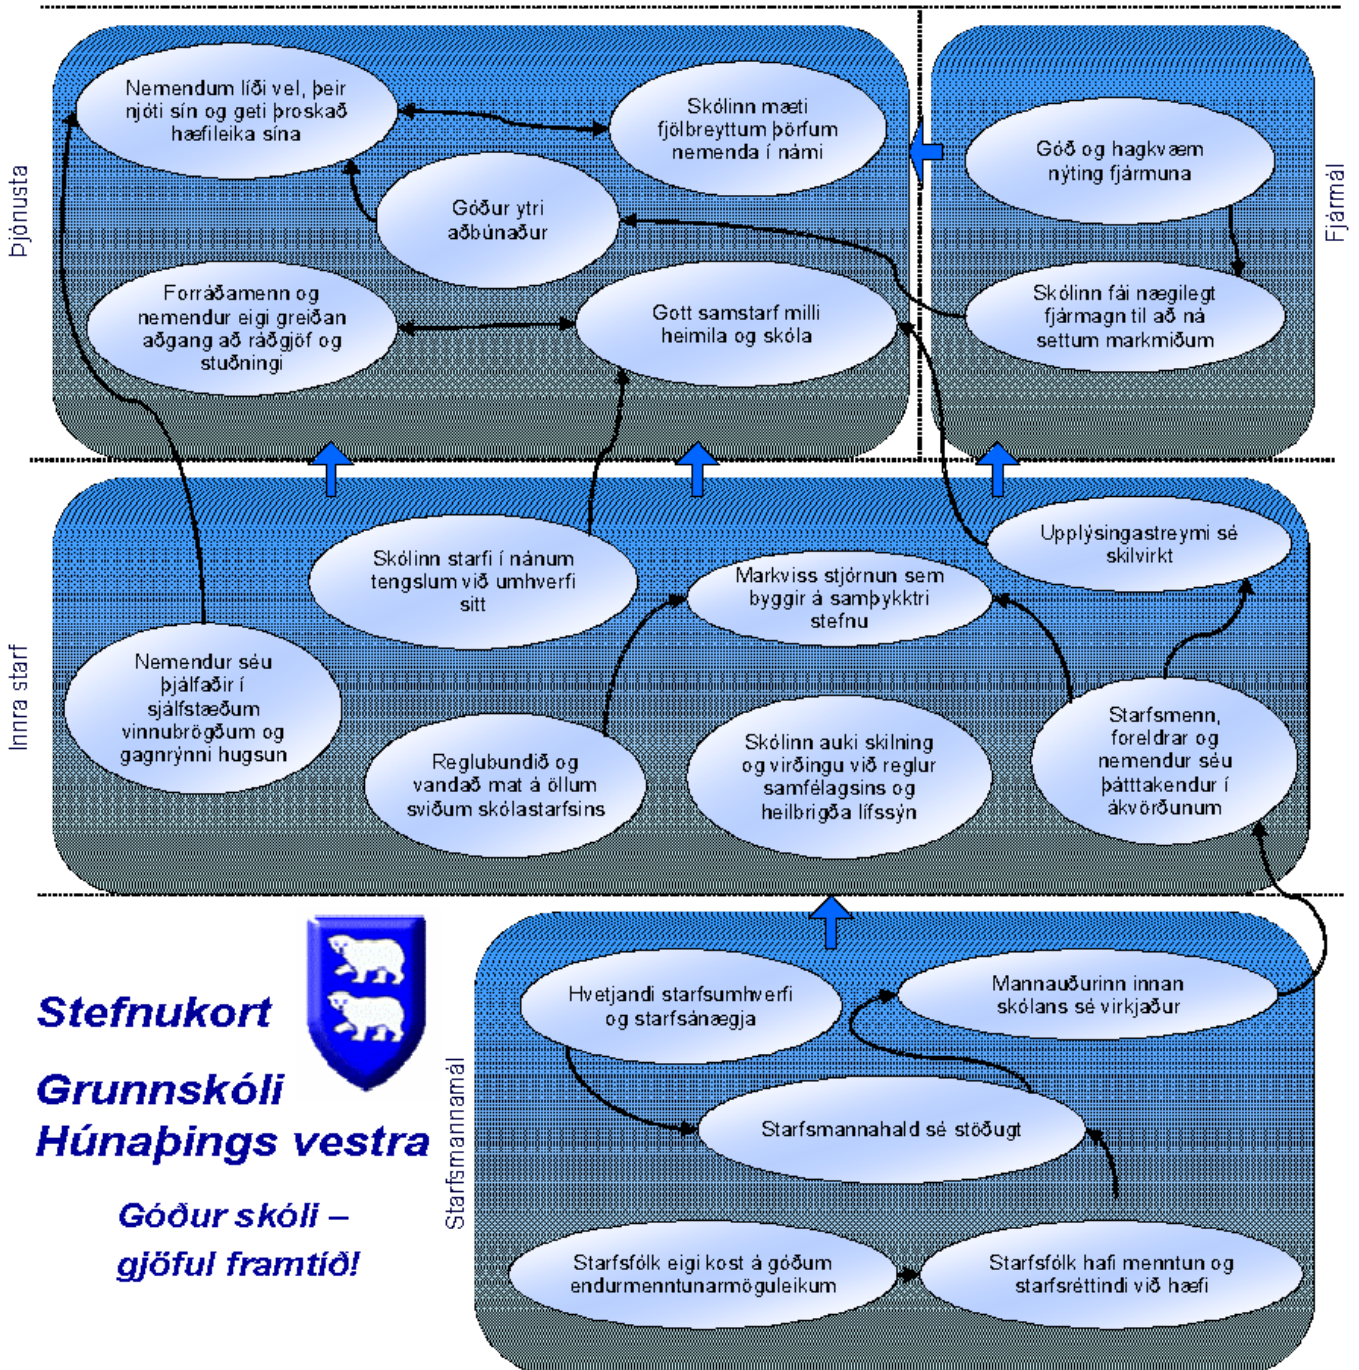 Þjónusta
Nemendum líði vel, þeir
njóti sín og geti þroskað
hæfileika sína
Skólinn mæti
fjölbreyttum þörfum
nemenda í námi
Góður ytri
aðbúnaður
Forráðamenn og
nemendur eigi greiðan
aðgang að ráðgjöf og
stuðningi
Gott samstarf milli
heimila og skóla
Fjármál
Góð og hagkvæm
nýting fjármuna
Skólinn fái nægilegt
fjármagn til að ná
settum markmiðum
Innra starf
Skólinn starfi í nánum
tengslum við umhverfi
sitt
Markviss stjórnun sem
byggir á samþykktri
stefnu
Upplýsingastreymi sé
skilvirkt
Nemendur séu
þjálfaðir í
sjálfstæðum
vinnubrögðum og
gagnrýnni hugsun
Reglubundið og
vandað mat á öllum
sviðum skólastarfsins
Skólinn auki skilning
og virðingu við reglur
samfélagsins og
heilbrigða lífssýn
Starfsmenn,
foreldrar og
nemendur séu
þátttakendur í
ákvörðunum
Stefnukort
Grunnskóli
Húnaþings vestra
Góður skóli –
gjöful framtíð!
Starfsmannamál
Hvetjandi starfsumhverfi
og starfsánægja
Mannauðurinn innan
skólans sé virkjaður
Starfsmannahald sé stöðugt
Starfsfólk eigi kost á góðum
endurmenntunarmöguleikum
Starfsfólk hafi menntun og
starfsréttindi við hæfi